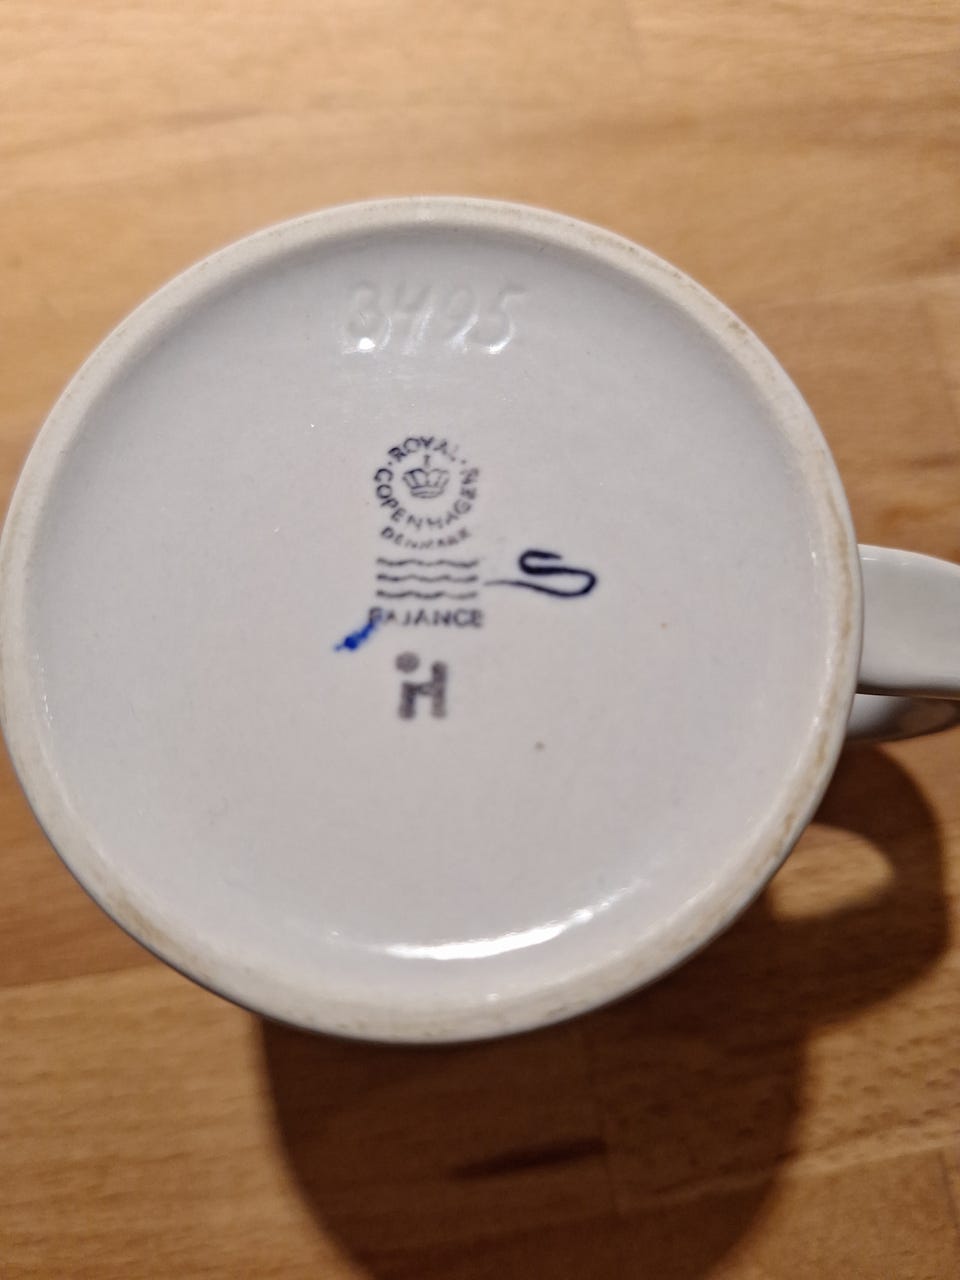 3495
ROYAL
COPENHAGEN
DENMARK
FAJANCE